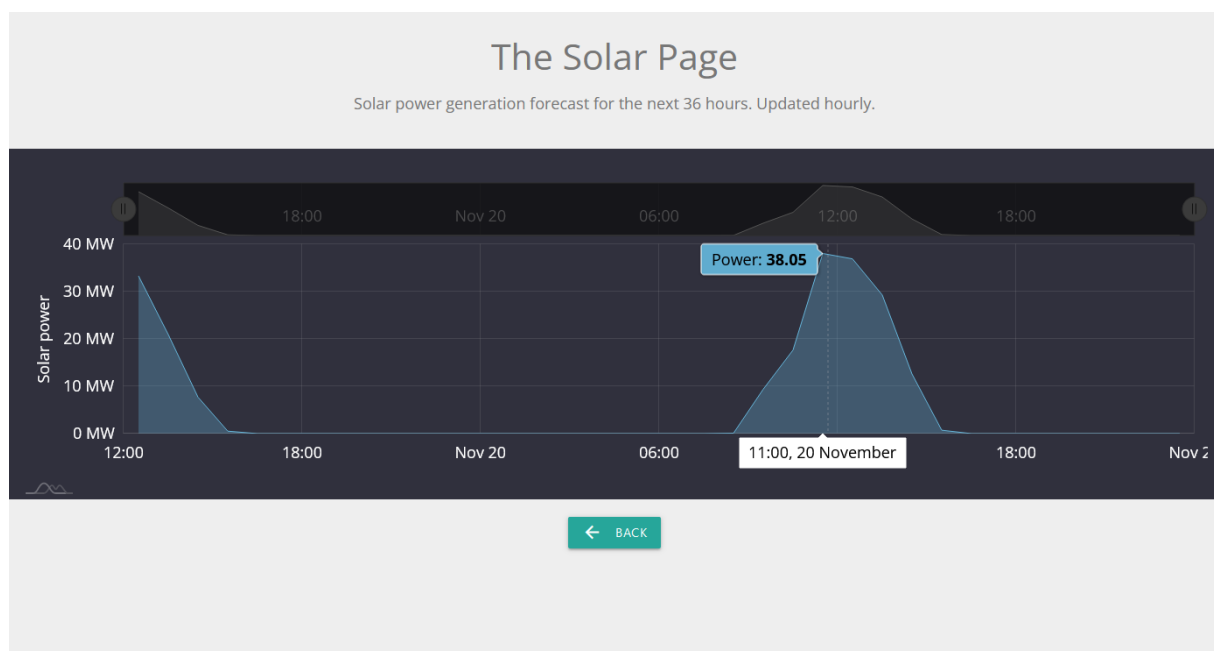 The Solar Page
Solar power generation forecast for the next 36 hours. Updated hourly.
18:00 Nov 20 06:00 12:00 18:00
40 MW
Power: 38.05
30 MW
Solar power
20 MW
10 MW
0 MW
12:00 18:00 Nov 20 06:00 18:00 Nov 2
11:00, 20 November
BACK